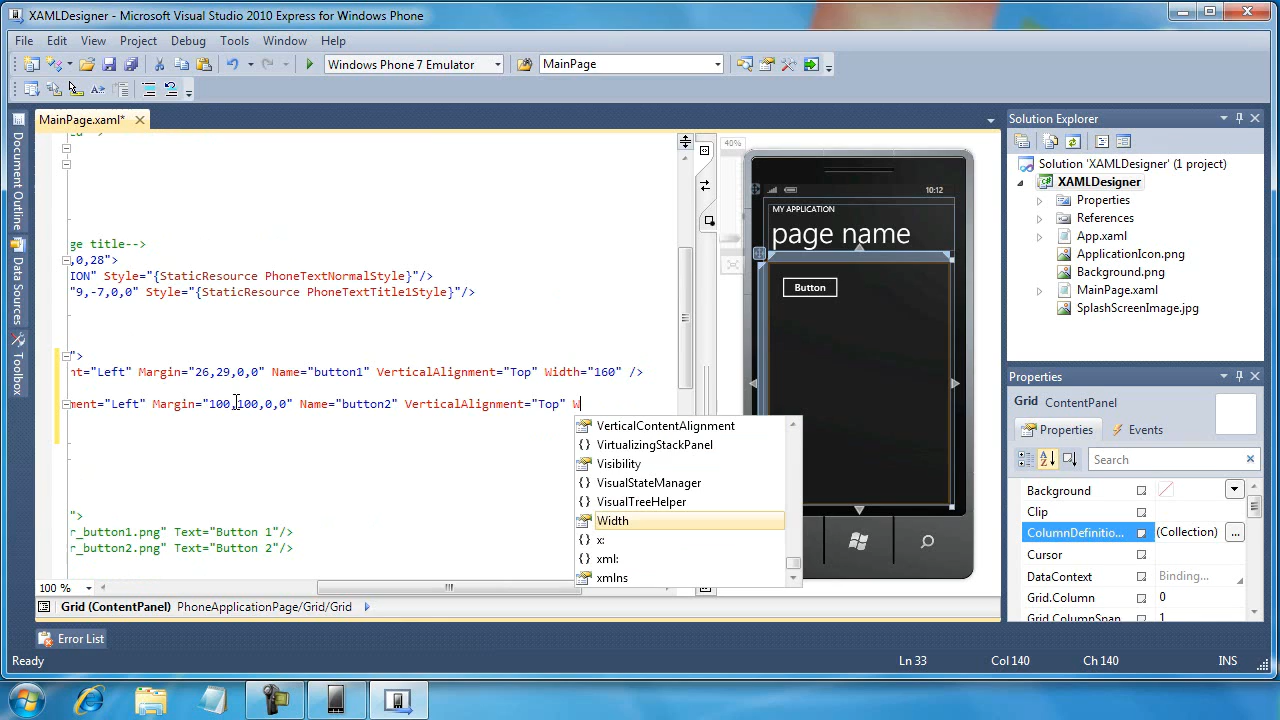 XAMLDesigner - Microsoft Visual Studio 2010 Express for Windows Phone
File Edit View Project Debug Tools Window Help
Windows Phone 7 Emulator MainPage
MainPage.xaml*
Document Outline
Data Sources
Toolbox
ge title-->
,0,28">
ION" Style="{StaticResource PhoneTextNormalStyle}"/>
"9,-7,0,0" Style="{StaticResource PhoneTextTitle1Style}"/>
">
nt="Left" Margin="26,29,0,0" Name="button1" VerticalAlignment="Top" Width="160" />
ment="Left" Margin="100,100,0,0" Name="button2" VerticalAlignment="Top" W
VerticalContentAlignment
{} VirtualizingStackPanel
Visibility
{} VisualStateManager
{} VisualTreeHelper
Width
{} x:
{} xml:
xmlns
">
r_button1.png" Text="Button 1"/>
r_button2.png" Text="Button 2"/>
100 %
Grid (ContentPanel) PhoneApplicationPage/Grid/Grid
Error List
Ready Ln 33 Col 140 Ch 140 INS
40%
10:12
MY APPLICATION
page name
Button
Solution Explorer
Solution 'XAMLDesigner' (1 project)
XAMLDesigner
Properties
References
App.xaml
ApplicationIcon.png
Background.png
MainPage.xaml
SplashScreenImage.jpg
Properties
Grid ContentPanel
Properties Events
Search
Background
Clip
ColumnDefinitio... (Collection) ...
Cursor
DataContext Binding...
Grid.Column 0
Grid.ColumnSpan 1